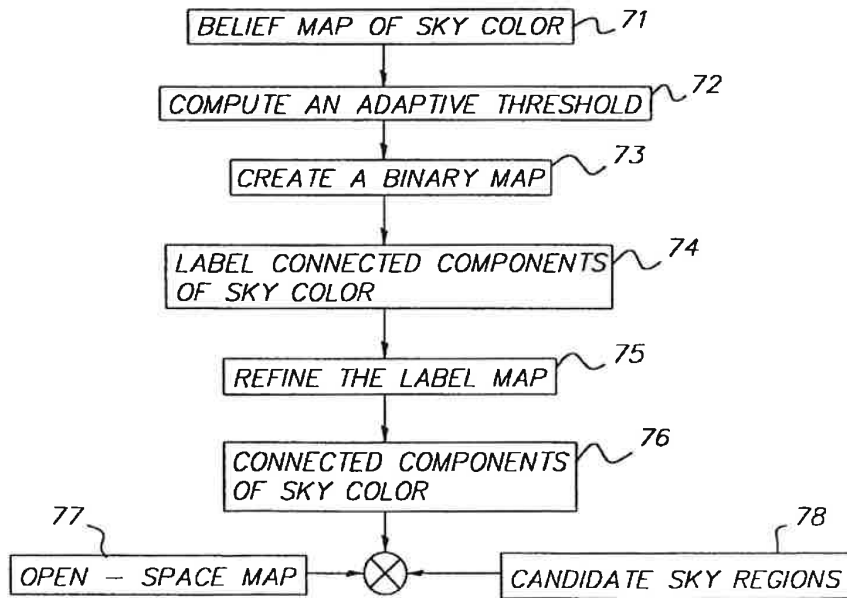 BELIEF MAP OF SKY COLOR
71
COMPUTE AN ADAPTIVE THRESHOLD
72
CREATE A BINARY MAP
73
LABEL CONNECTED COMPONENTS
OF SKY COLOR
74
REFINE THE LABEL MAP
75
CONNECTED COMPONENTS
OF SKY COLOR
76
77
OPEN – SPACE MAP
78
CANDIDATE SKY REGIONS